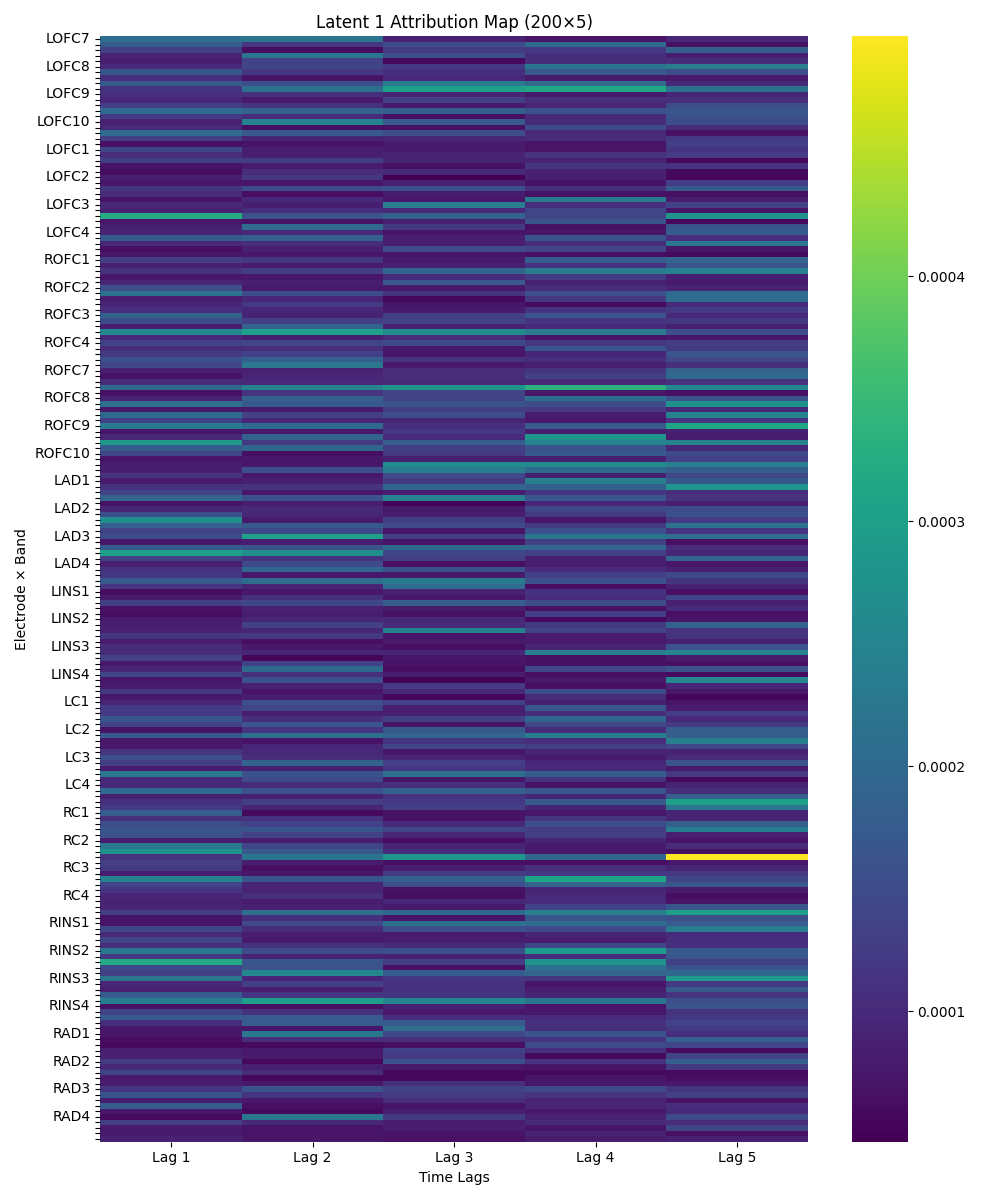 Latent 1 Attribution Map (200×5)
LOFC7
LOFC8
LOFC9
LOFC10
LOFC1
LOFC2
LOFC3
LOFC4
ROFC1
ROFC2
ROFC3
ROFC4
ROFC7
ROFC8
ROFC9
ROFC10
LAD1
LAD2
LAD3
LAD4
LINS1
LINS2
LINS3
LINS4
LC1
LC2
LC3
LC4
RC1
RC2
RC3
RC4
RINS1
RINS2
RINS3
RINS4
RAD1
RAD2
RAD3
RAD4
Electrode × Band
Lag 1 Lag 2 Lag 3 Lag 4 Lag 5
Time Lags
0.0004
0.0003
0.0002
0.0001